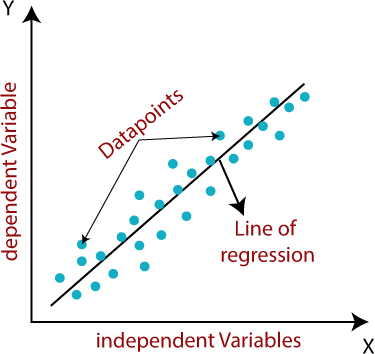 Y
dependent Variable
Datapoints
Line of
regression
independent Variables
X